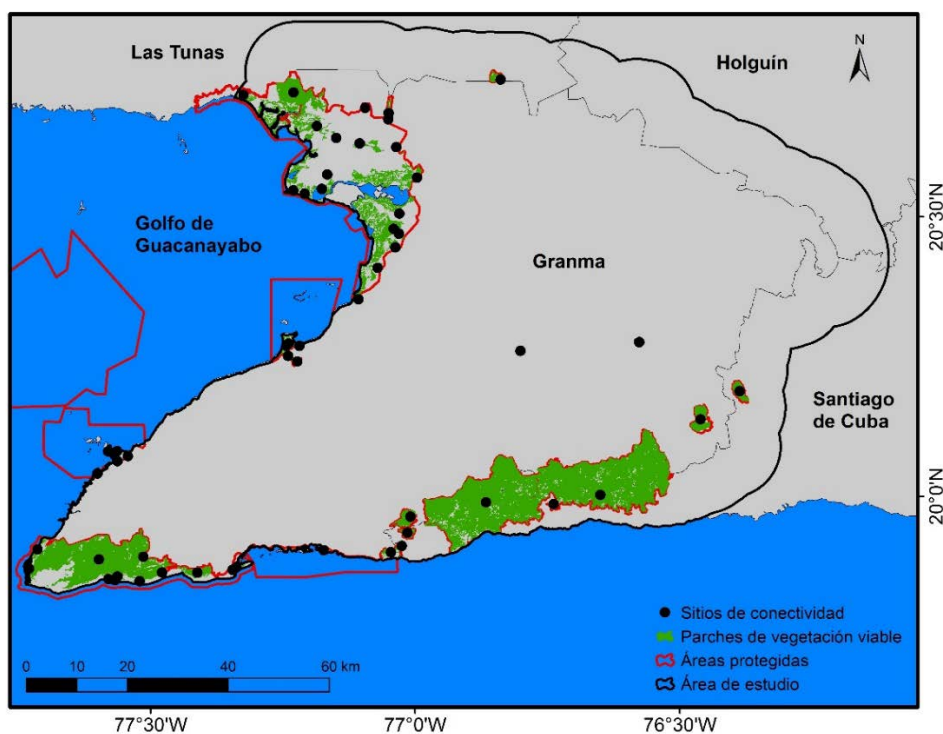 Las Tunas
Holguín
N
Golfo de
Guacanayabo
Granma
Santiago
de Cuba
20°30'N
20°0'N
Sitios de conectividad
Parches de vegetación viable
Áreas protegidas
Área de estudio
0 10 20 40 60 km
77°30'W 77°0'W 76°30'W